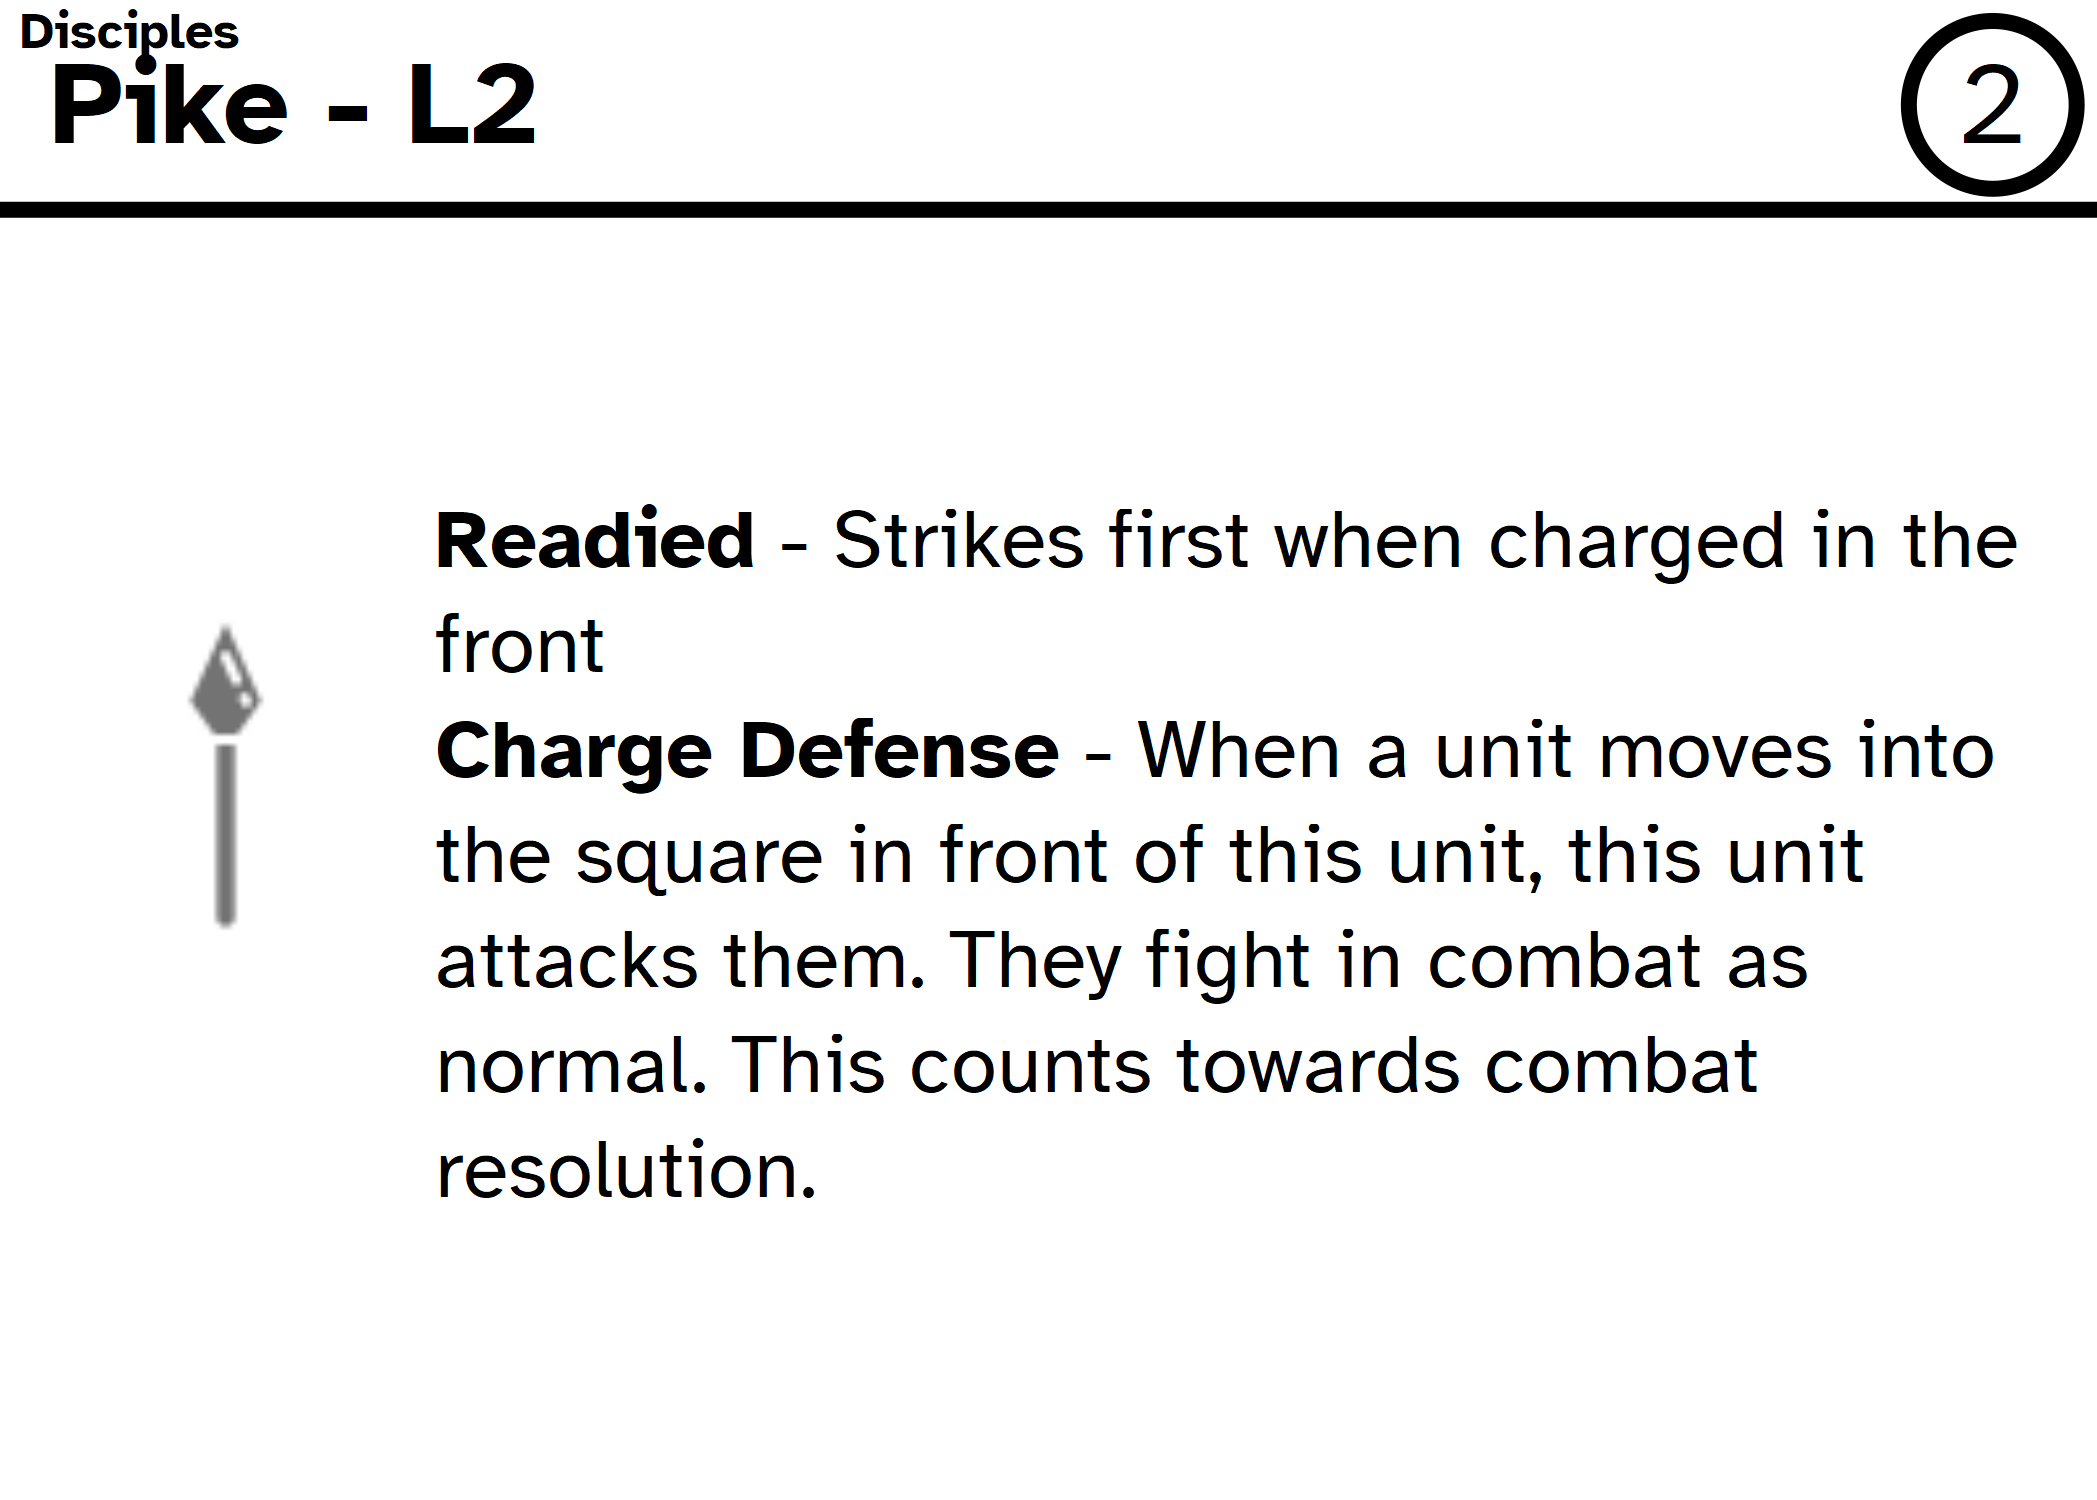 Disciples
Pike - L2
2
Readied - Strikes first when charged in the
front
Charge Defense - When a unit moves into
the square in front of this unit, this unit
attacks them. They fight in combat as
normal. This counts towards combat
resolution.